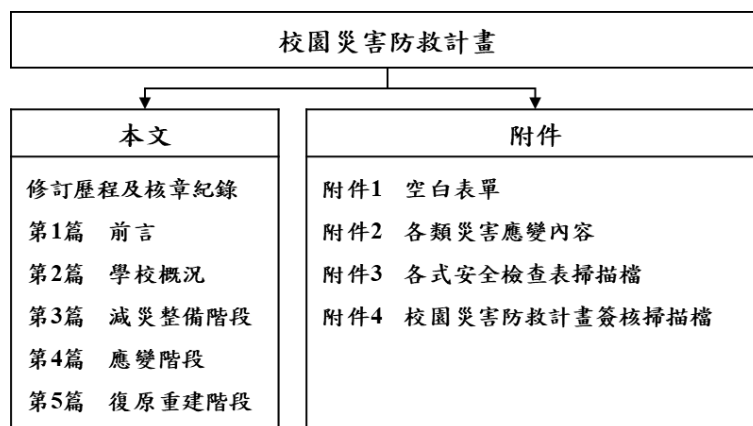 校園災害防救計畫
本文
修訂歷程及核章紀錄
第1篇 前言
第2篇 學校概況
第3篇 減災整備階段
第4篇 應變階段
第5篇 復原重建階段
附件
附件1 空白表單
附件2 各類災害應變內容
附件3 各式安全檢查表掃描檔
附件4 校園災害防救計畫簽核掃描檔